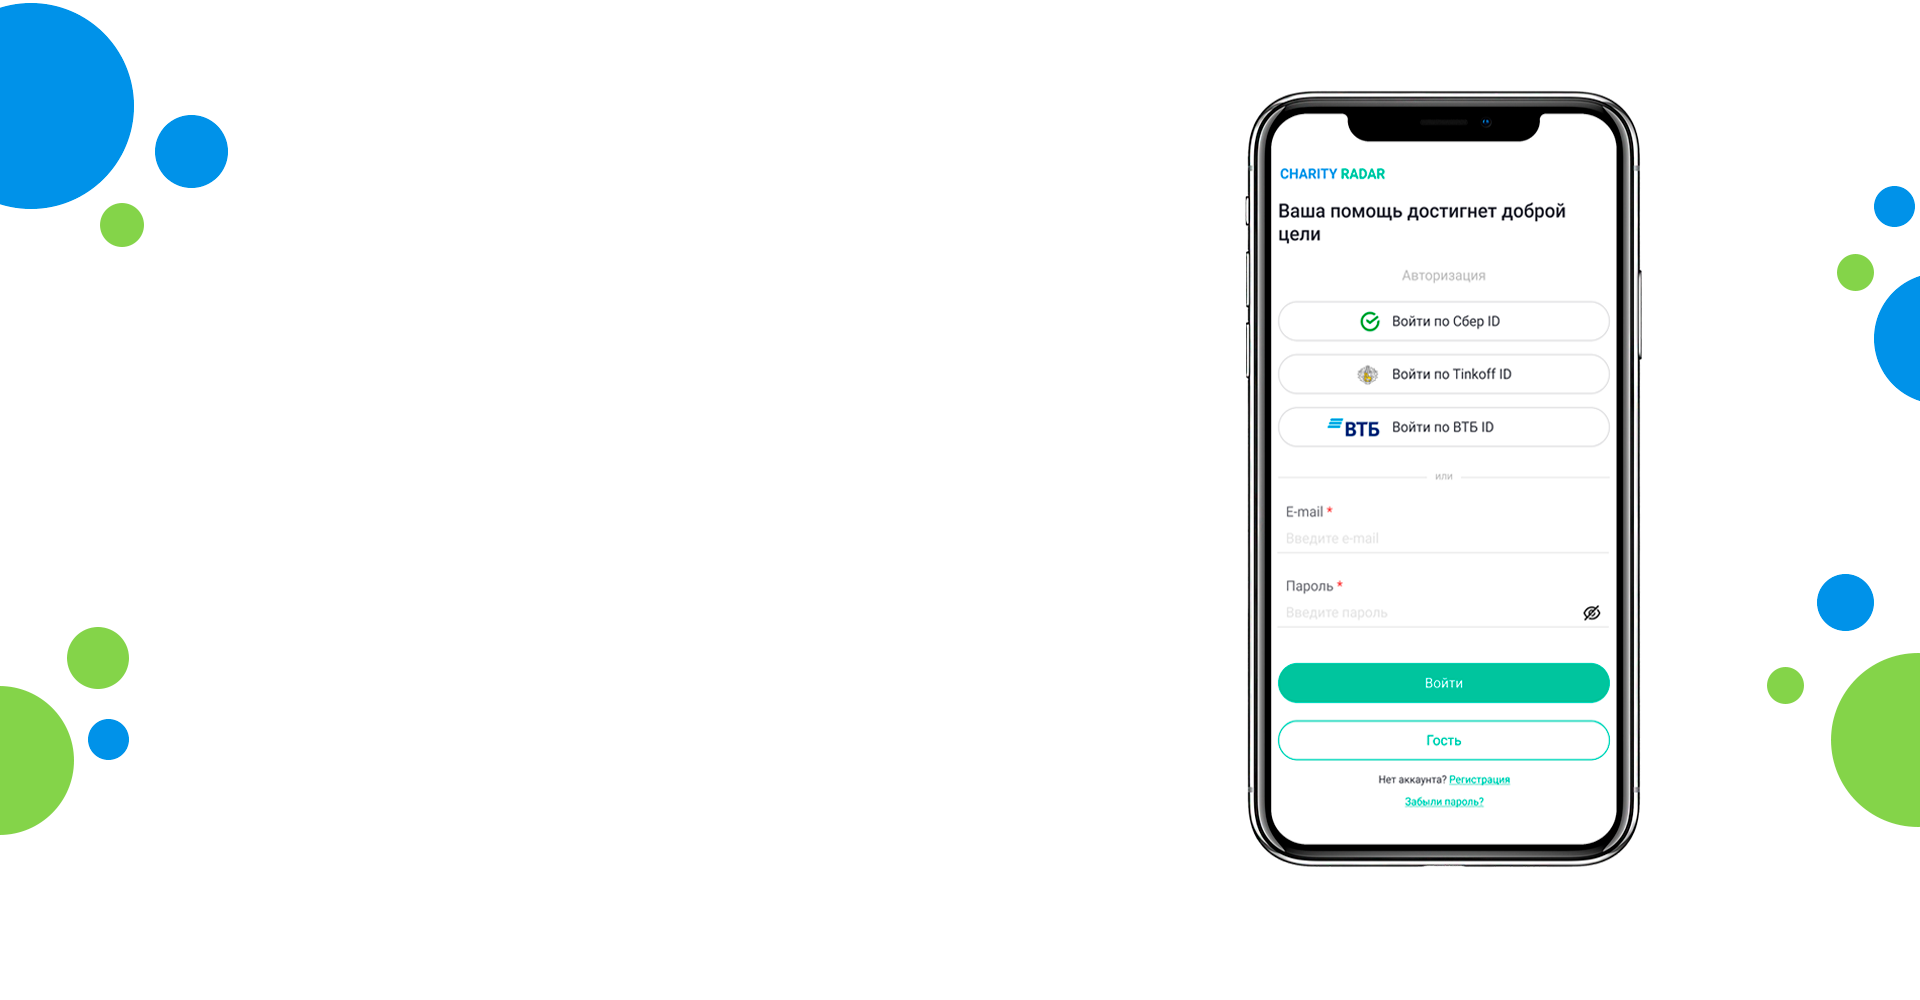 CHARITY RADAR
Ваша помощь достигнет доброй
цели
Авторизация
Войти по Сбер ID
Войти по Tinkoff ID
ВТБ Войти по ВТБ ID
или
E-mail *
Введите e-mail
Пароль *
Введите пароль
Войти
Гость
Нет аккаунта? Регистрация
Забыли пароль?